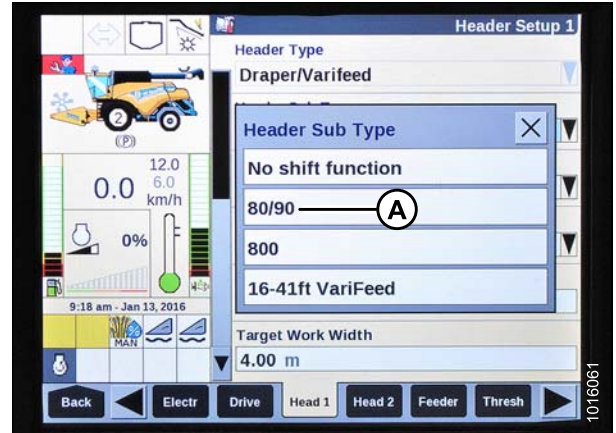 Header Setup 1
Header Type
Draper/Varifeed
Header Sub Type
No shift function
80/90
A
800
16-41ft VariFeed
Target Work Width
4.00 m
2
(P)
12.0
0.0 6.0
km/h
0%
9:18 am - Jan 13, 2016
MAN
Back Electr Drive Head 1 Head 2 Feeder Thresh
1016061